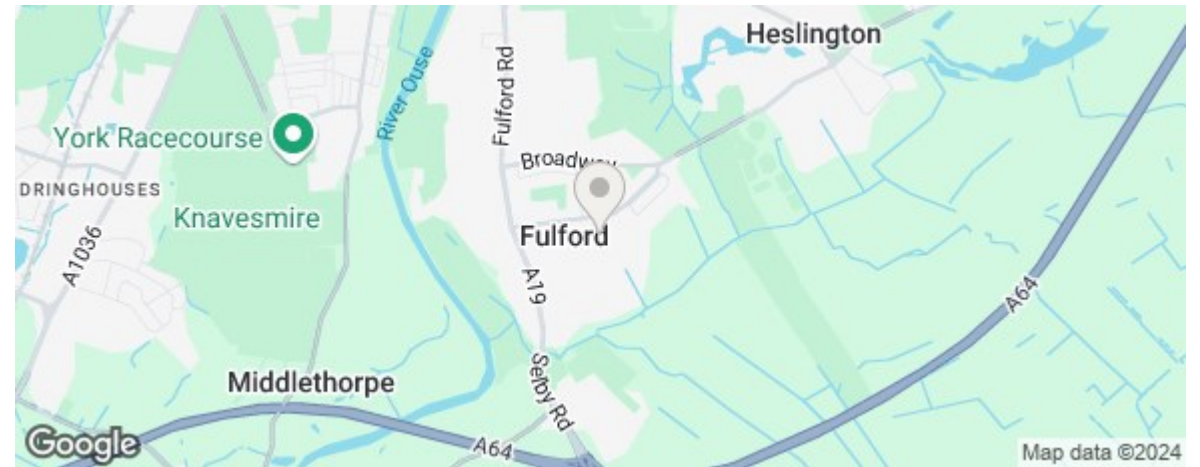 Heslington
River Ouse
Fulford Rd
York Racecourse
Broadway
DRINGHOUSES
Knavesmire
Fulford
A1036
A19
A64
Selby Rd
Middlethorpe
A64
Google
Map data ©2024